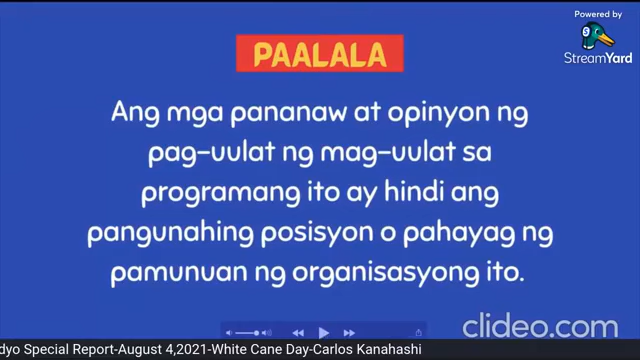 Powered by
StreamYard
PAALALA
Ang mga pananaw at opinyon ng
pag-uulat ng mag-uulat sa
programang ito ay hindi ang
pangunahing posisyon o pahayag ng
pamunuan ng organisasyong ito.
clideo.com
dyo Special Report-August 4,2021-White Cane Day-Carlos Kanahashi